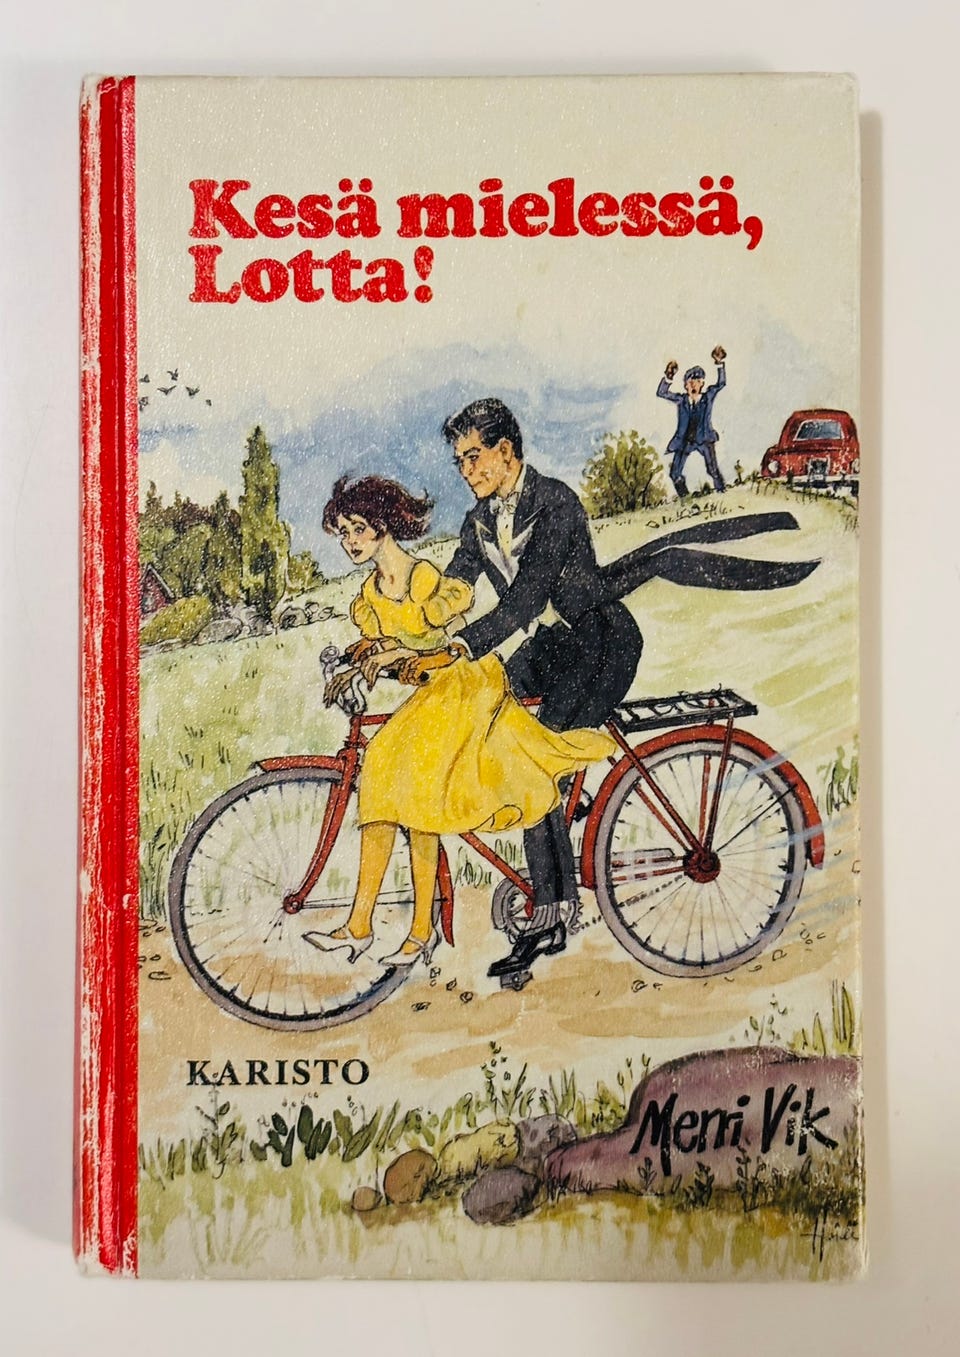 Kesä mielessä,
Lotta!
KARISTO
Merri Vik